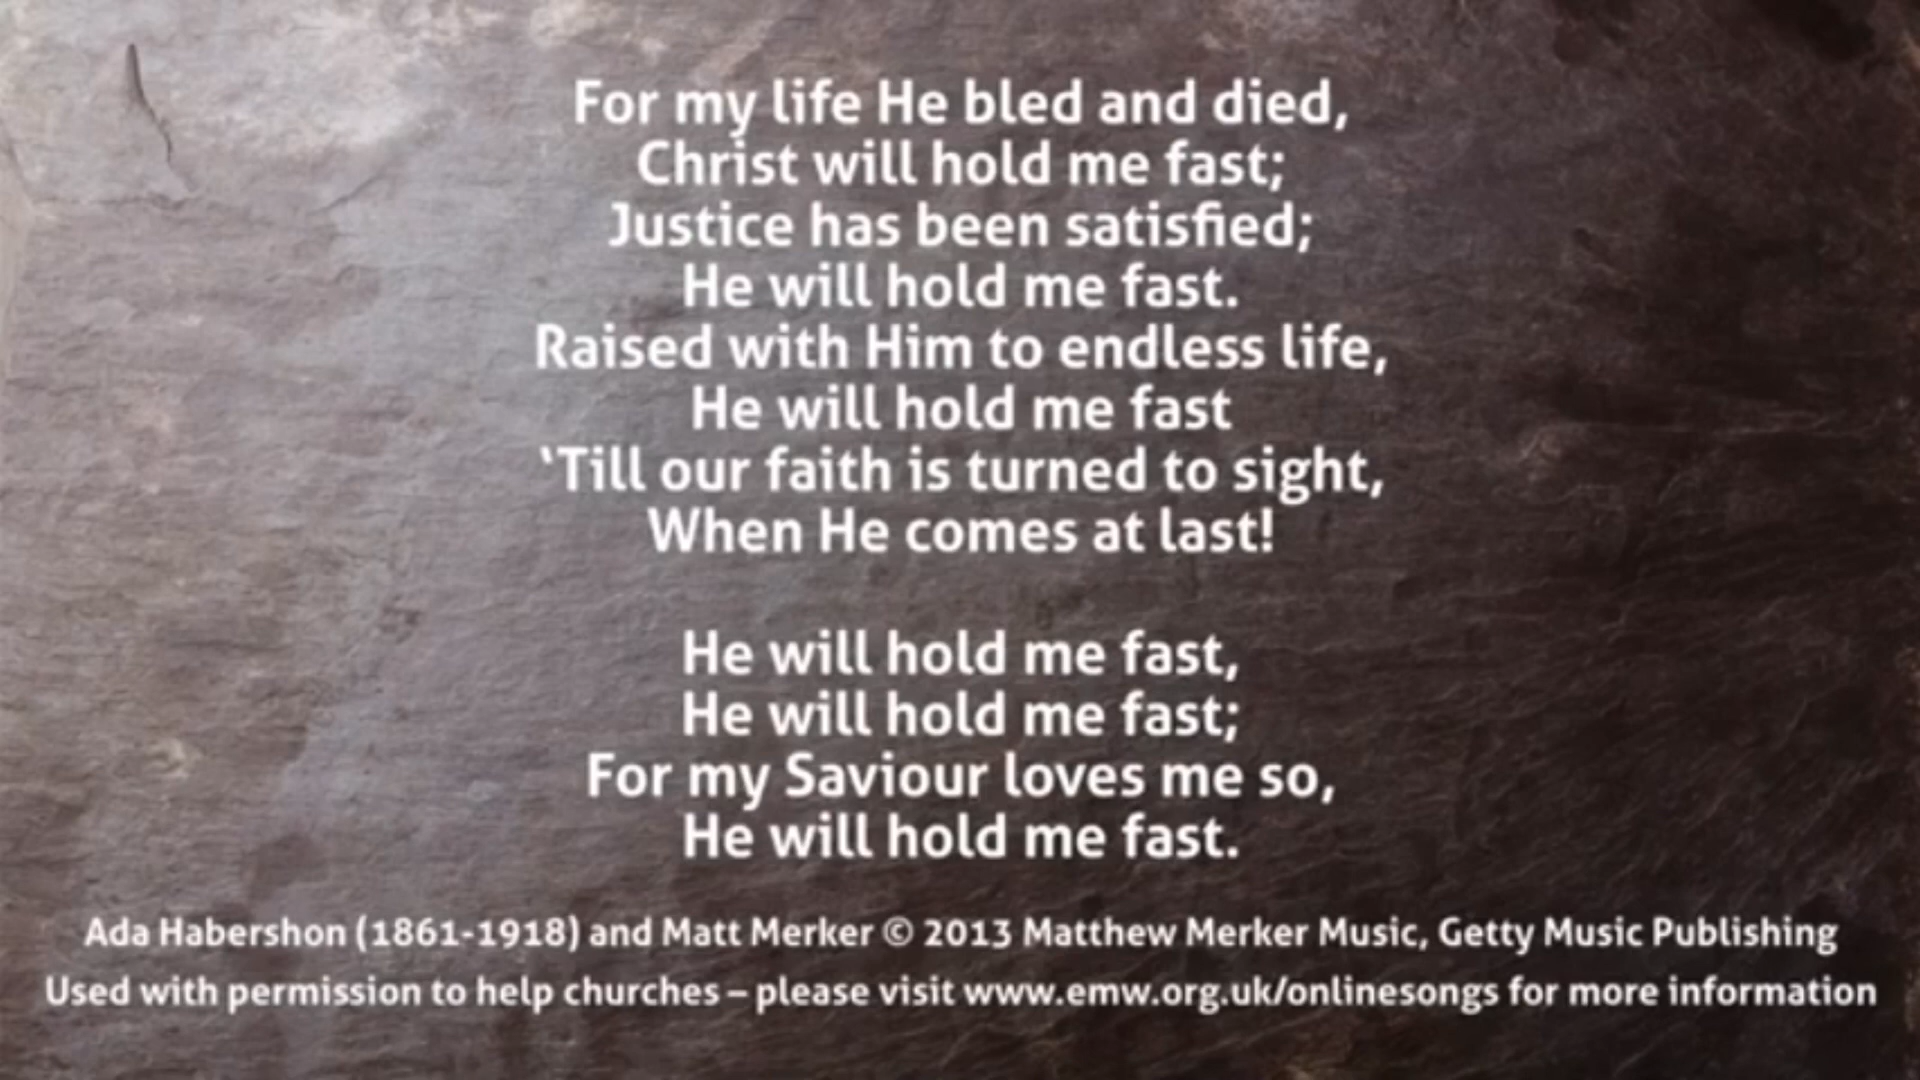 For my life He bled and died,
Christ will hold me fast;
Justice has been satisfied;
He will hold me fast.
Raised with Him to endless life,
He will hold me fast
‘Till our faith is turned to sight,
When He comes at last!
He will hold me fast,
He will hold me fast;
For my Saviour loves me so,
He will hold me fast.
Ada Habershon (1861-1918) and Matt Merker © 2013 Matthew Merker Music, Getty Music Publishing
Used with permission to help churches – please visit www.emw.org.uk/onlinesongs for more information